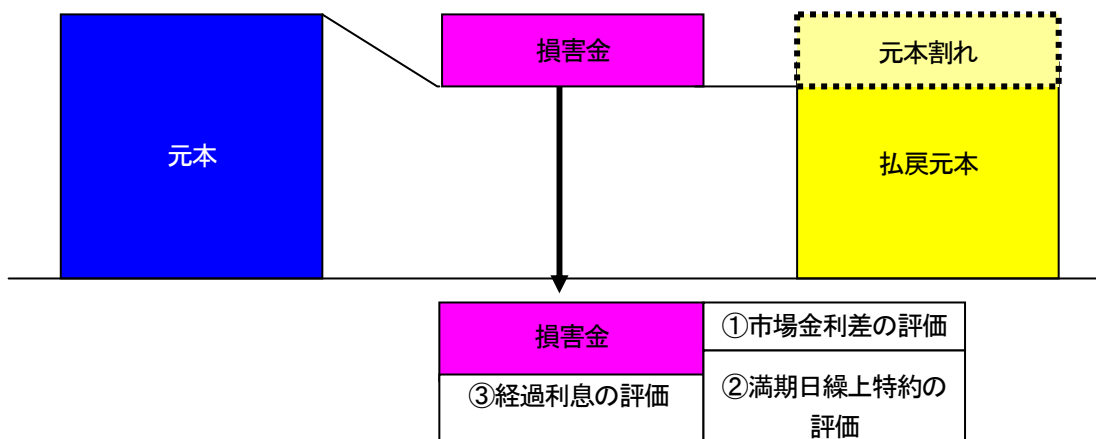 損害金
元本割れ
元本
払戻元本
損害金
①市場金利差の評価
③経過利息の評価
②満期日繰上特約の
評価